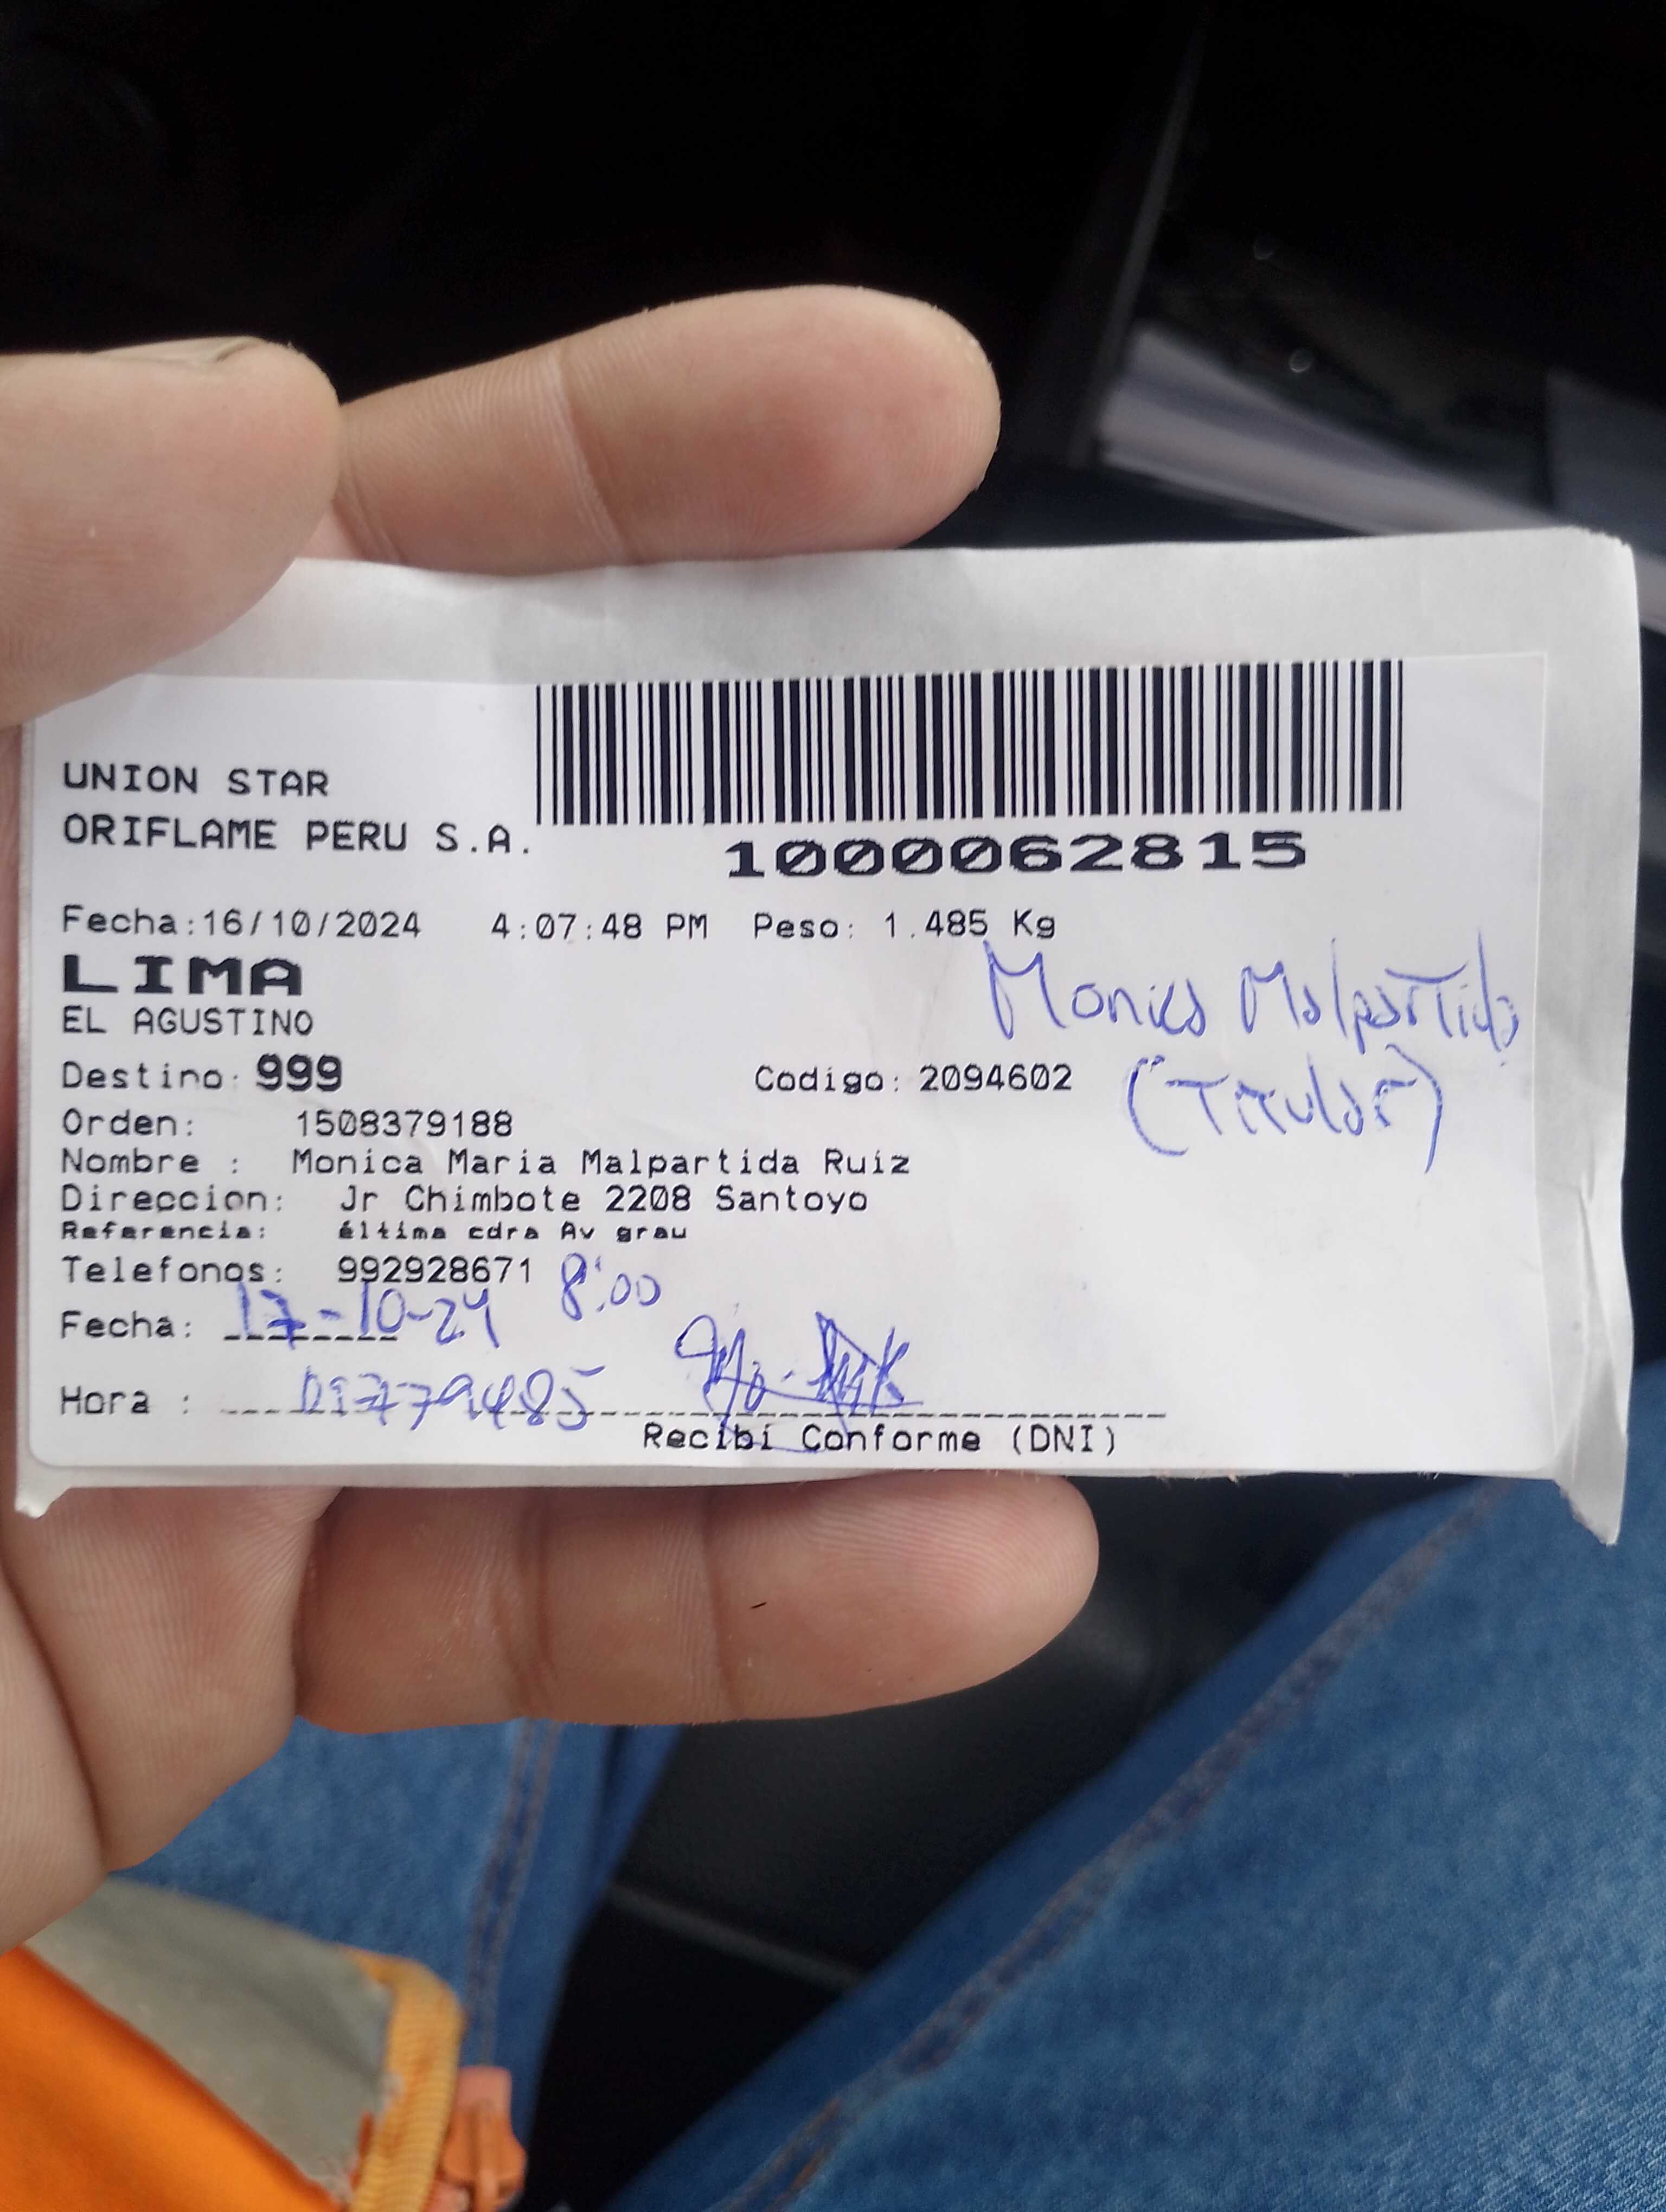 UNION STAR
ORIFLAME PERU S.A.
1000062815
Fecha:16/10/2024 4:07:48 PM Peso: 1.485 Kg
LIMA
EL AGUSTINO
Monica Malpartida
(Titular)
Destino: 999 Codigo: 2094602
Orden: 1508379188
Nombre : Monica Maria Malpartida Ruiz
Direccion: Jr Chimbote 2208 Santoyo
Referencia: éltima cdra Av grau
Telefonos: 992928671 8:00
Fecha: 17-10-24
Hora :
Recibí Conforme (DNI)